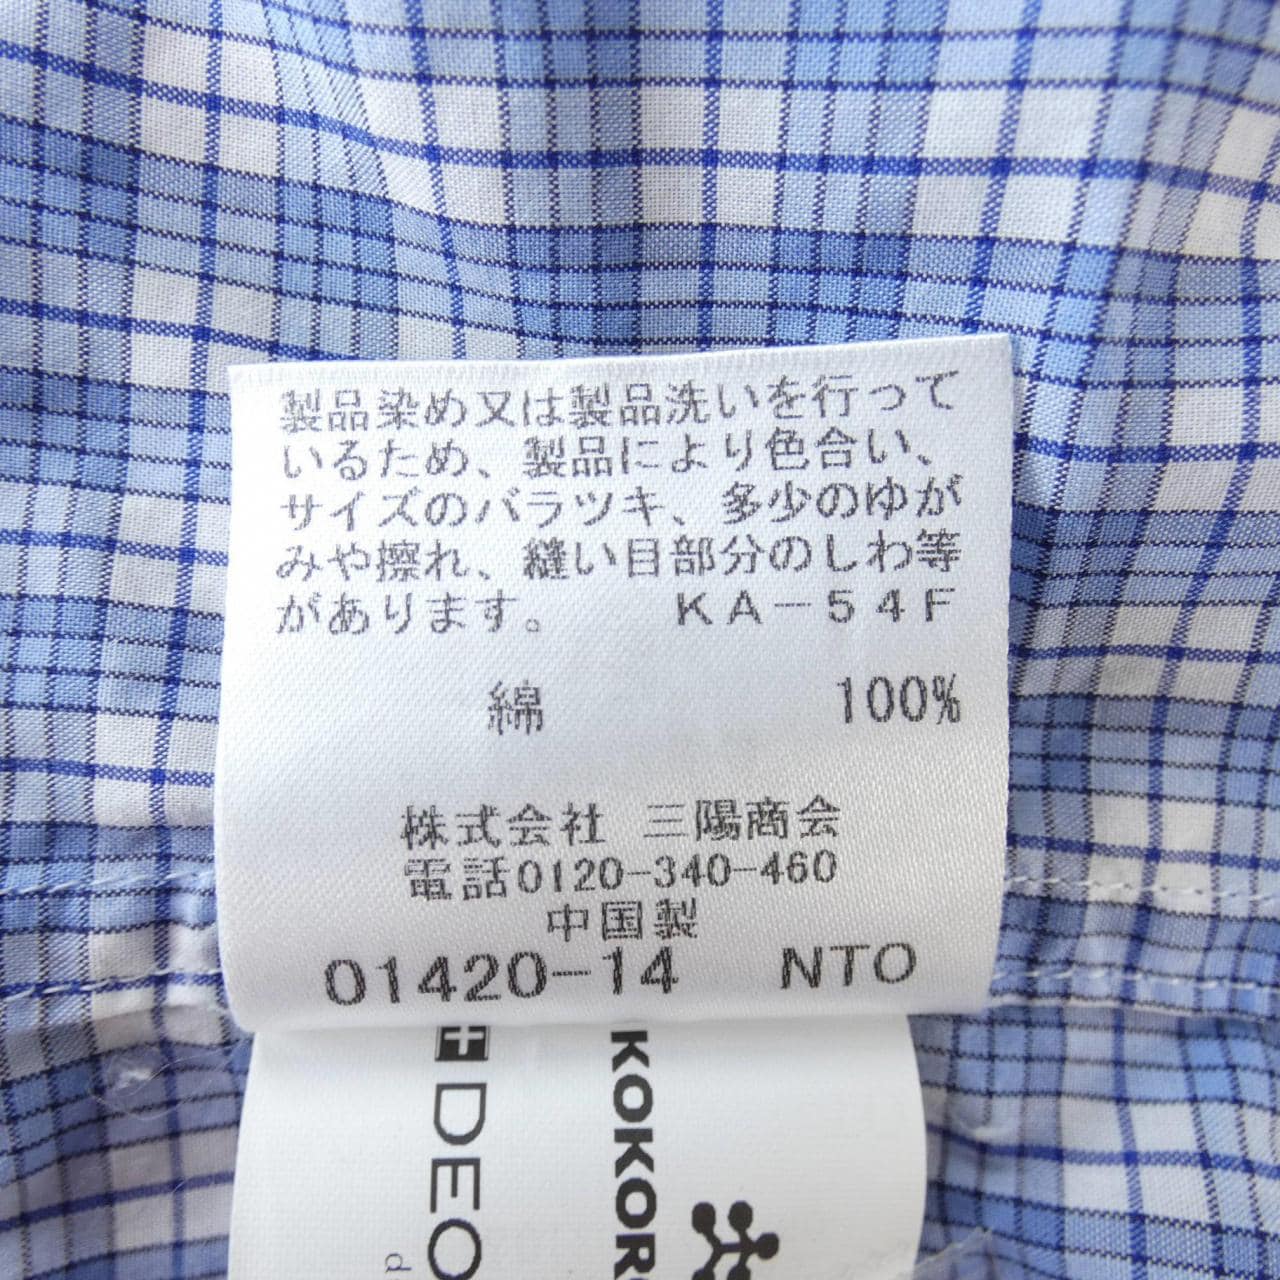 製品染め又は製品洗いを行って
いるため、製品により色合い、
サイズのバラツキ、多少のゆが
みや擦れ、縫い目部分のしわ等
があります。　ＫＡ－５４Ｆ
綿 100%
株式会社 三陽商会
電話0120-340-460
中国製
01420-14 NTO
DEO
KOKORO
d